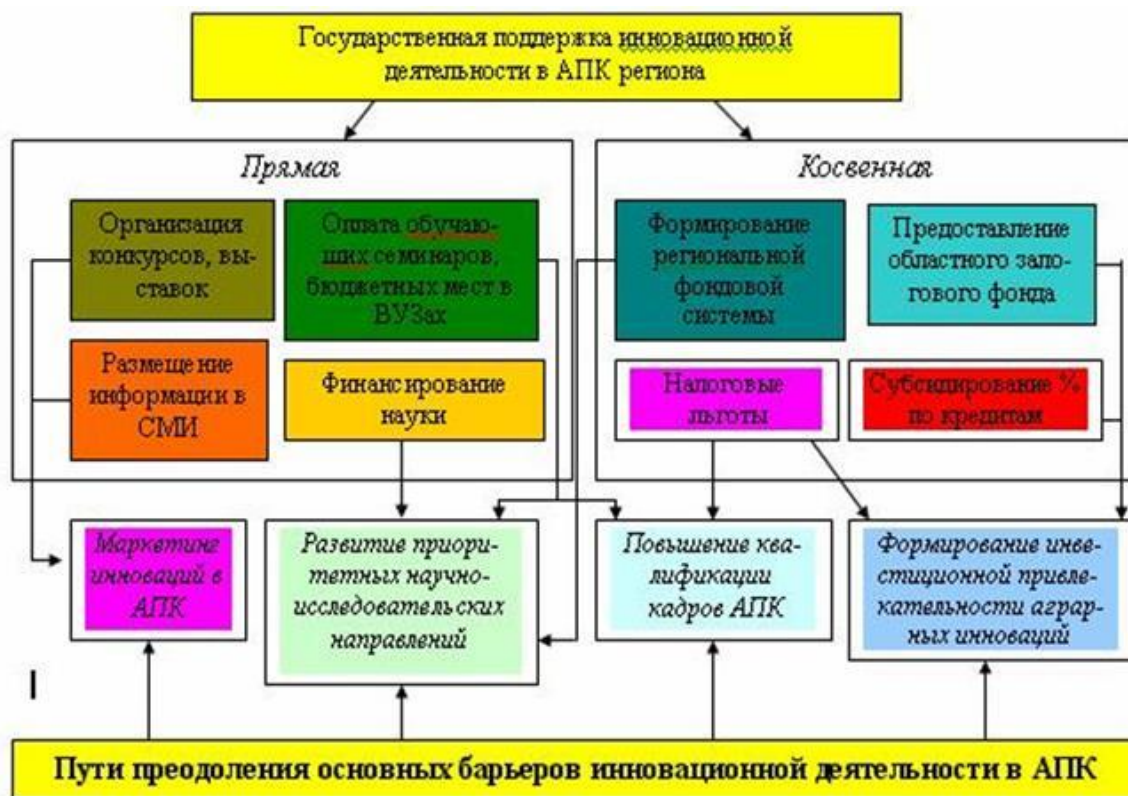 Государственная поддержка инновационной
деятельности в АПК региона
Прямая
Организация
конкурсов, вы-
ставок
Оплата обучаю-
ших семинаров,
бюджетных мест в
ВУЗах
Размещение
информации в
СМИ
Финансирование
науки
Косвенная
Формирование
региональной
фондовой
системы
Предоставление
областного зало-
гового фонда
Налоговые
льготы
Субсидирование %
по кредитам
Маркетинг
инноваций в
АПК
Развитие приори-
тетных научно-
исследовательских
направлений
Повышение ква-
лификации
кадров АПК
Формирование инве-
стиционной привле-
кательности аграр-
ных инноваций
Пути преодоления основных барьеров инновационной деятельности в АПК